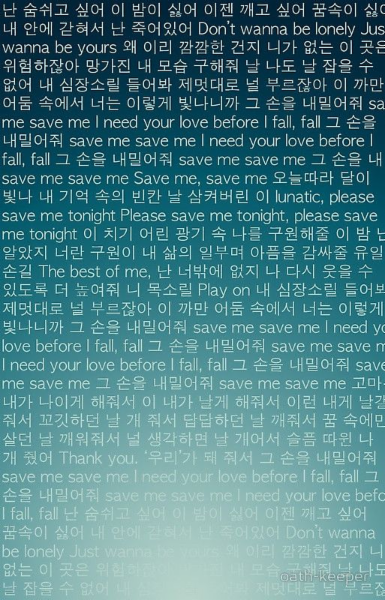 난 숨쉬고 싶어 이 밤이 싫어 이젠 깨고 싶어 꿈속이 싫어
내 안에 갇혀서 난 죽어있어 Don't wanna be lonely Just
wanna be yours 왜 이리 깜깜한 건지 니가 없는 이 곳은
위험하잖아 망가진 내 모습 구해줘 날 나도 날 잡을 수
없어 내 심장소릴 들어봐 제멋대로 널 부르잖아 이 까만
어둠 속에서 너는 이렇게 빛나니까 그 손을 내밀어줘 save
me save me I need your love before I fall, fall 그 손을
내밀어줘 save me save me I need your love before I
fall, fall 그 손을 내밀어줘 save me save me 그 손을 내
save me save me Save me, save me 오늘따라 달이
빛나 내 기억 속의 빈칸 날 삼켜버린 이 lunatic, please
save me tonight Please save me tonight, please save
me tonight 이 치기 어린 광기 속 나를 구원해줄 이 밤 난
알았지 너란 구원이 내 삶의 일부며 아픔을 감싸줄 유일
손길 The best of me, 난 너밖에 없지 나 다시 웃을 수
있도록 더 높여줘 니 목소릴 Play on 내 심장소릴 들어봐
제멋대로 널 부르잖아 이 까만 어둠 속에서 너는 이렇게
빛나니까 그 손을 내밀어줘 save me save me I need yo
love before I fall, fall 그 손을 내밀어줘 save me save m
I need your love before I fall, fall 그 손을 내밀어줘 save
me save me 그 손을 내밀어줘 save me save me 고마워
내가 나이게 해줘서 이 내가 날게 해줘서 이런 내게 날갤
줘서 꼬깃하던 날 개 줘서 답답하던 날 깨줘서 꿈 속에만
살던 날 깨워줘서 널 생각하면 날 개어서 슬픔 따윈 나
개 줬어 Thank you. '우리'가 돼 줘서 그 손을 내밀어줘
save me save me I need your love before I fall, fall 그
손을 내밀어줘 save me save me I need your love before
I fall, fall 난 숨쉬고 싶어 이 밤이 싫어 이젠 깨고 싶어
꿈속이 싫어 내 안에 갇혀서 난 죽어있어 Don't wanna
be lonely Just wanna be yours 왜 이리 깜깜한 건지 니
없는 이 곳은 위험하잖아 망가진 내 모습 구해줘 날 나도
날 잡을 수 없어 내 심장소릴 들어봐 제멋대로 널 부르잖
oath-keeper